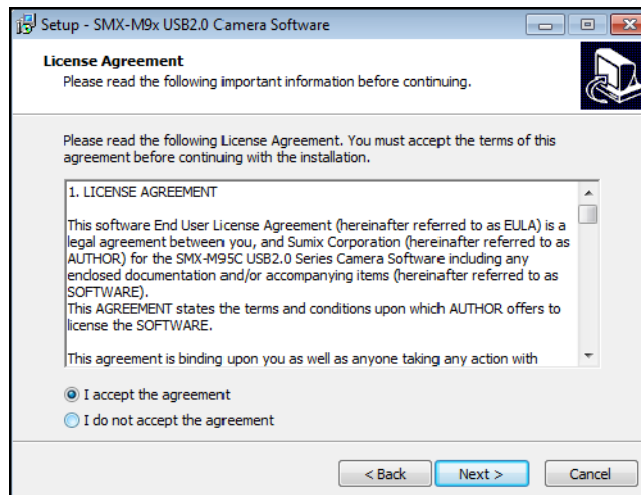 Setup - SMX-M9x USB2.0 Camera Software
License Agreement
Please read the following important information before continuing.
Please read the following License Agreement. You must accept the terms of this
agreement before continuing with the installation.
1. LICENSE AGREEMENT
This software End User License Agreement (hereinafter referred to as EULA) is a
legal agreement between you, and Sumix Corporation (hereinafter referred to as
AUTHOR) for the SMX-M95C USB2.0 Series Camera Software including any
enclosed documentation and/or accompanying items (hereinafter referred to as
SOFTWARE).
This AGREEMENT states the terms and conditions upon which AUTHOR offers to
license the SOFTWARE.
This agreement is binding upon you as well as anyone taking any action with
I accept the agreement
I do not accept the agreement
< Back
Next >
Cancel